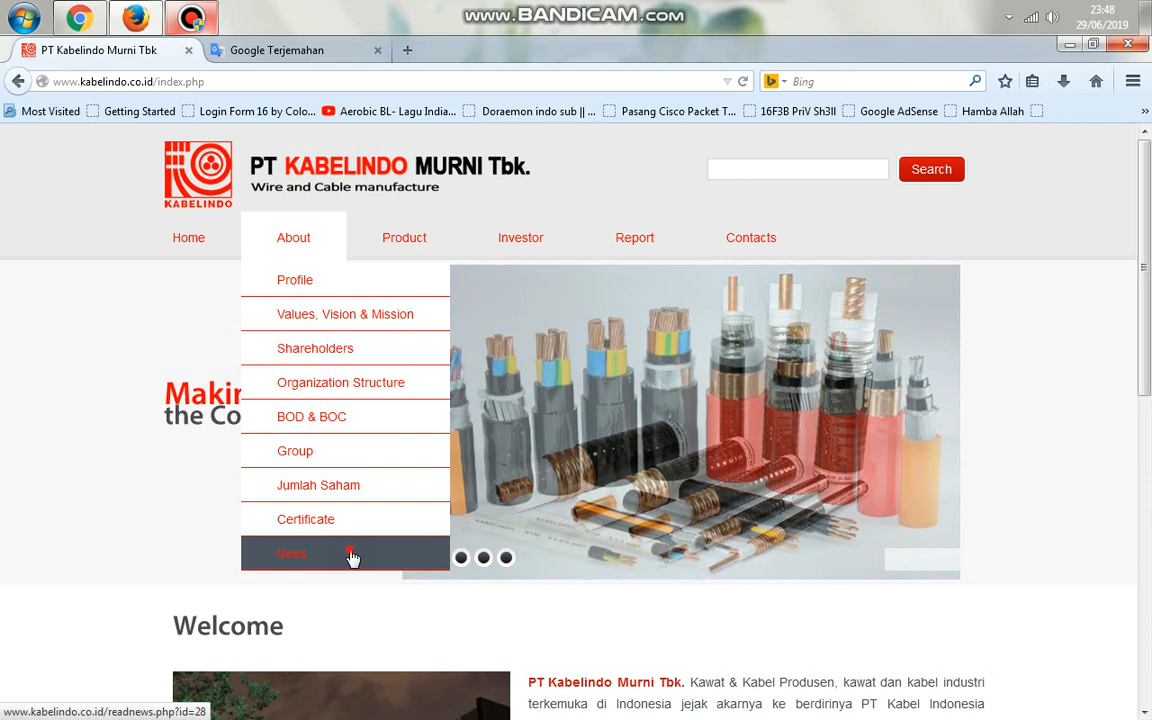 www.BANDICAM.com
23:48
29/06/2019
PT Kabelindo Murni Tbk
Google Terjemahan
www.kabelindo.co.id/index.php
Bing
Most Visited
Getting Started
Login Form 16 by Colo...
Aerobic BL- Lagu India...
Doraemon indo sub || ...
Pasang Cisco Packet T...
16F3B PriV Sh3ll
Google AdSense
Hamba Allah
KABELINDO
PT KABELINDO MURNI Tbk.
Wire and Cable manufacture
Search
Home
About
Product
Investor
Report
Contacts
Profile
Values, Vision & Mission
Shareholders
Organization Structure
BOD & BOC
Group
Jumlah Saham
Certificate
News
Makin
the Co
Welcome
PT Kabelindo Murni Tbk. Kawat & Kabel Produsen, kawat dan kabel industri
terkemuka di Indonesia jejak akarnya ke berdirinya PT Kabel Indonesia
www.kabelindo.co.id/readnews.php?id=28